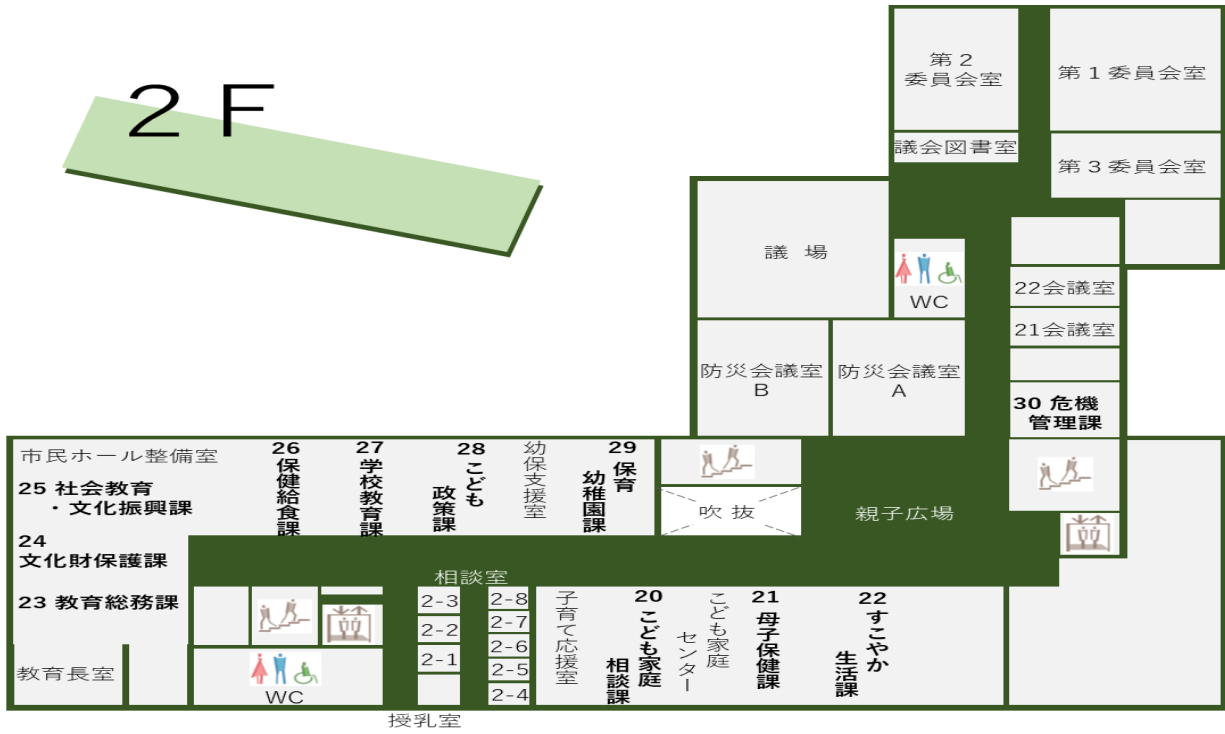 ２Ｆ
第２
委員会室
第１委員会室
議会図書室
第３委員会室
議 場
WC
22会議室
21会議室
防災会議室
B
防災会議室
A
30 危機
管理課
市民ホール整備室
25 社会教育
・文化振興課
24
文化財保護課
23 教育総務課
教育長室
26
保健給食課
27
学校教育課
28
こども
政策課
幼保支援室
29
保育
幼稚園課
吹抜
親子広場
相談室
2-3
2-2
2-1
2-8
2-7
2-6
2-5
2-4
WC
授乳室
子育て応援室
20
こども家庭
相談課
こども家庭
センター
21
母子保健課
22
すこやか
生活課